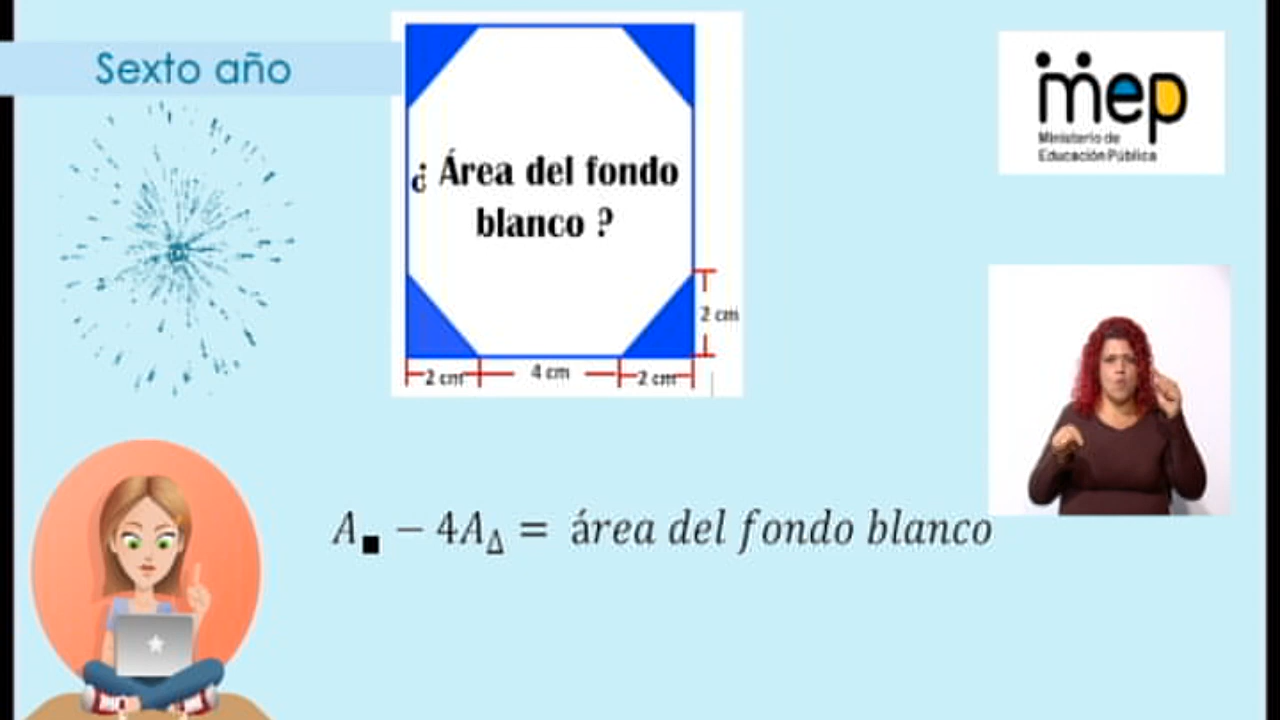 Sexto año
¿ Área del fondo
blanco ?
2 cm
2 cm
4 cm
2 cm
mep
Ministerio de
Educación Pública
A■ − 4A∆ = área del fondo blanco